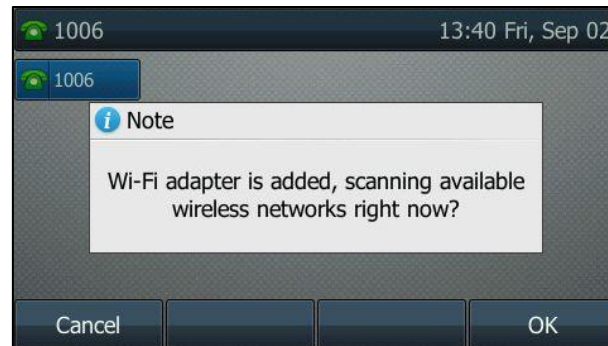 1006
13:40 Fri, Sep 02
1006
Note
Wi-Fi adapter is added, scanning available
wireless networks right now?
Cancel
OK